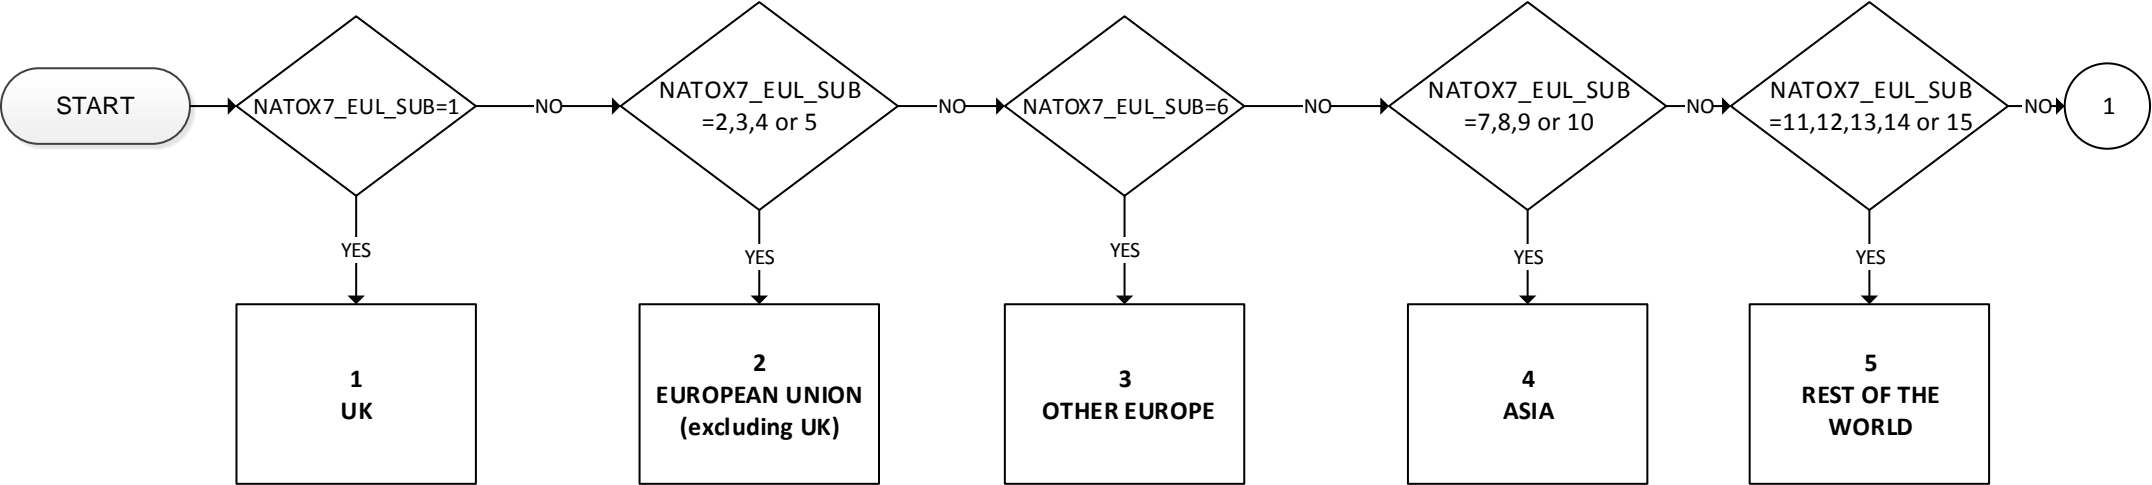 START
NATOX7_EUL_SUB=1
NO
NATOX7_EUL_SUB
=2,3,4 or 5
NO
NATOX7_EUL_SUB=6
NO
NATOX7_EUL_SUB
=7,8,9 or 10
NO
NATOX7_EUL_SUB
=11,12,13,14 or 15
NO
1
YES
YES
YES
YES
YES
1
UK
2
EUROPEAN UNION
(excluding UK)
3
OTHER EUROPE
4
ASIA
5
REST OF THE
WORLD